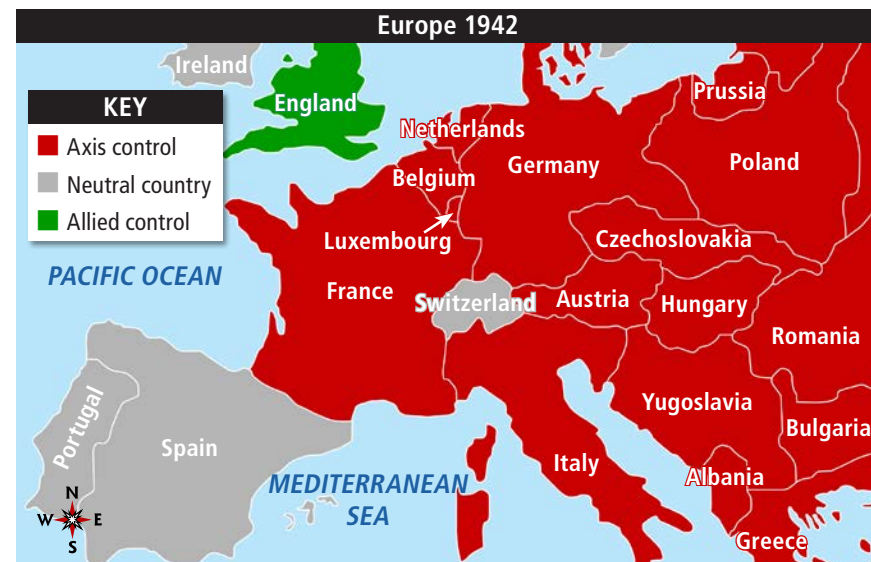 Europe 1942
Ireland
England
KEY
Axis control
Neutral country
Allied control
Prussia
Netherlands
Germany
Poland
Belgium
Luxembourg
Czechoslovakia
PACIFIC OCEAN
France
Switzerland
Austria
Hungary
Romania
Portugal
Spain
Yugoslavia
Bulgaria
Italy
Albania
MEDITERRANEAN
SEA
Greece
N
W
E
S